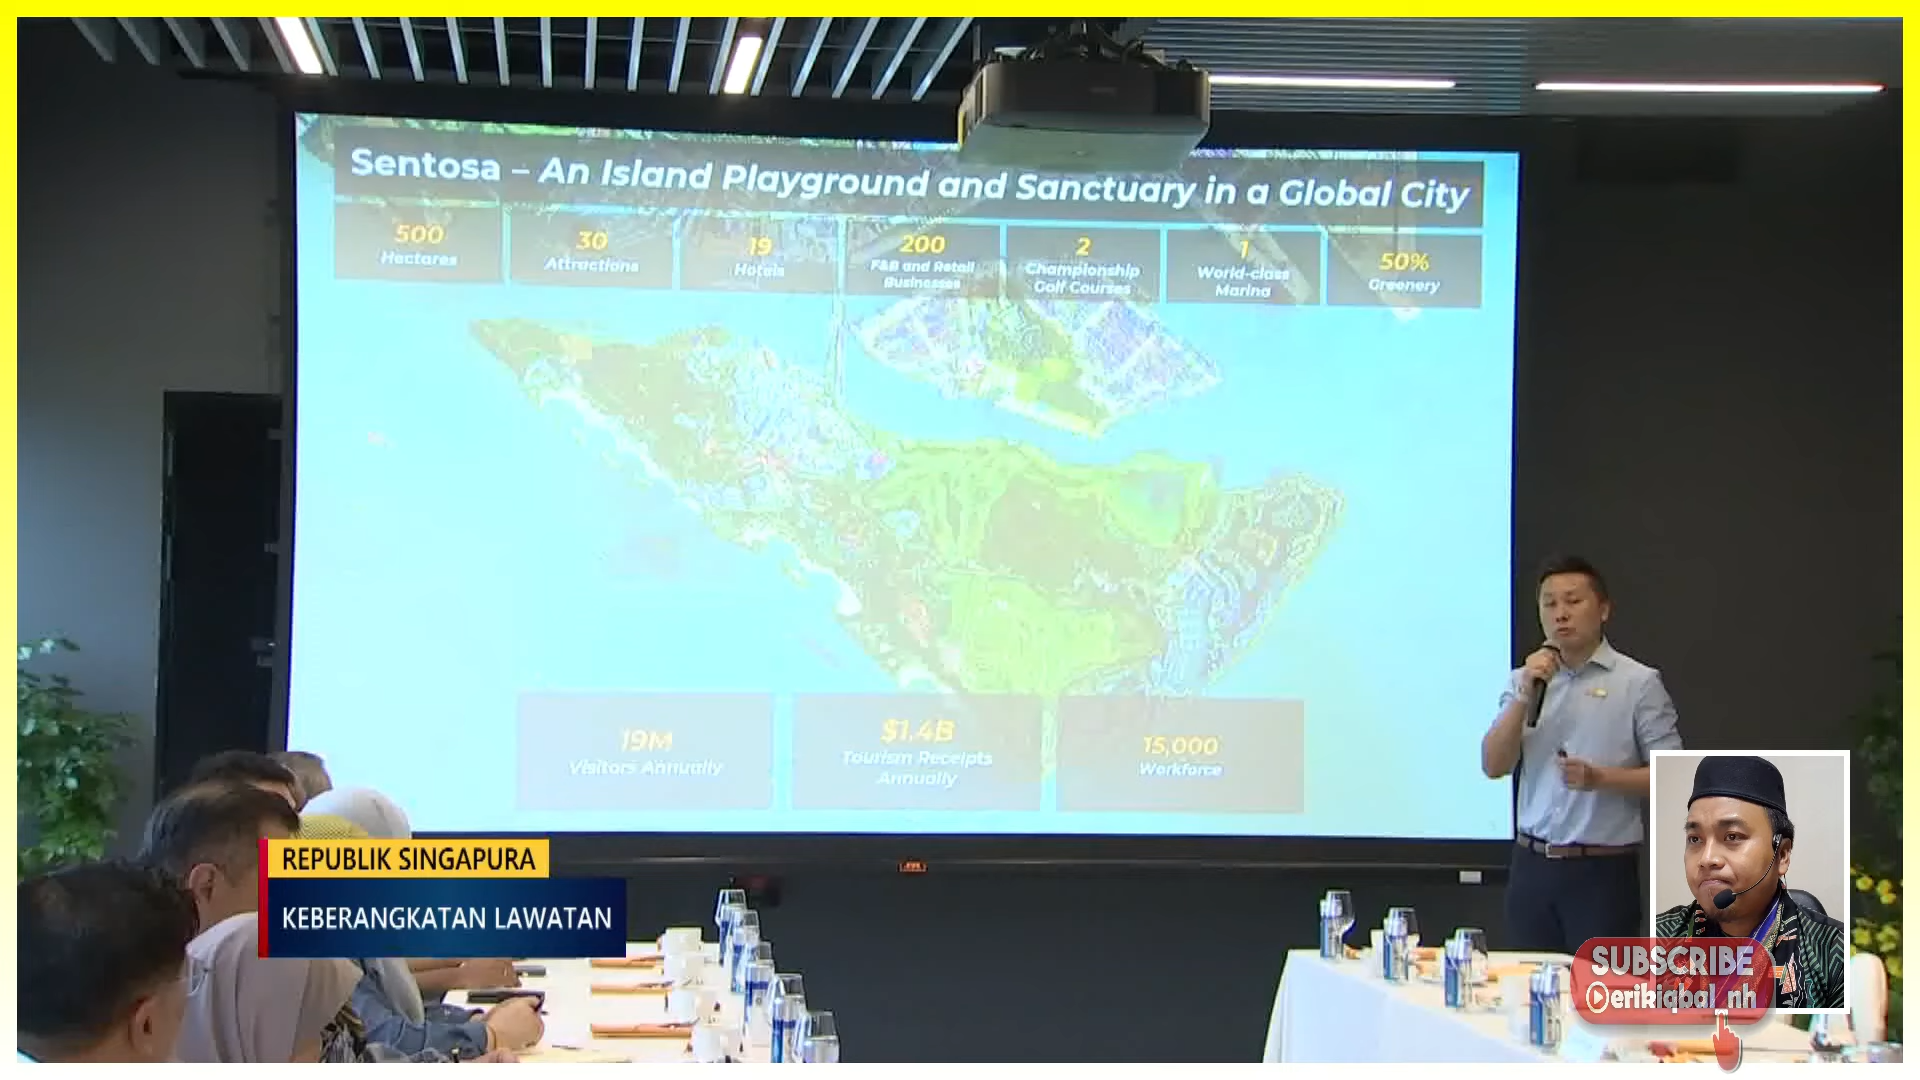 Sentosa – An Island Playground and Sanctuary in a Global City
500
Hectares
30
Attractions
19
Hotels
200
F&B and Retail
Businesses
2
Championship
Golf Courses
1
World-class
Marina
50%
Greenery
19M
Visitors Annually
$1.4B
Tourism Receipts
Annually
15,000
Workforce
REPUBLIK SINGAPURA
KEBERANGKATAN LAWATAN
SUBSCRIBE
erikiqbal_nh